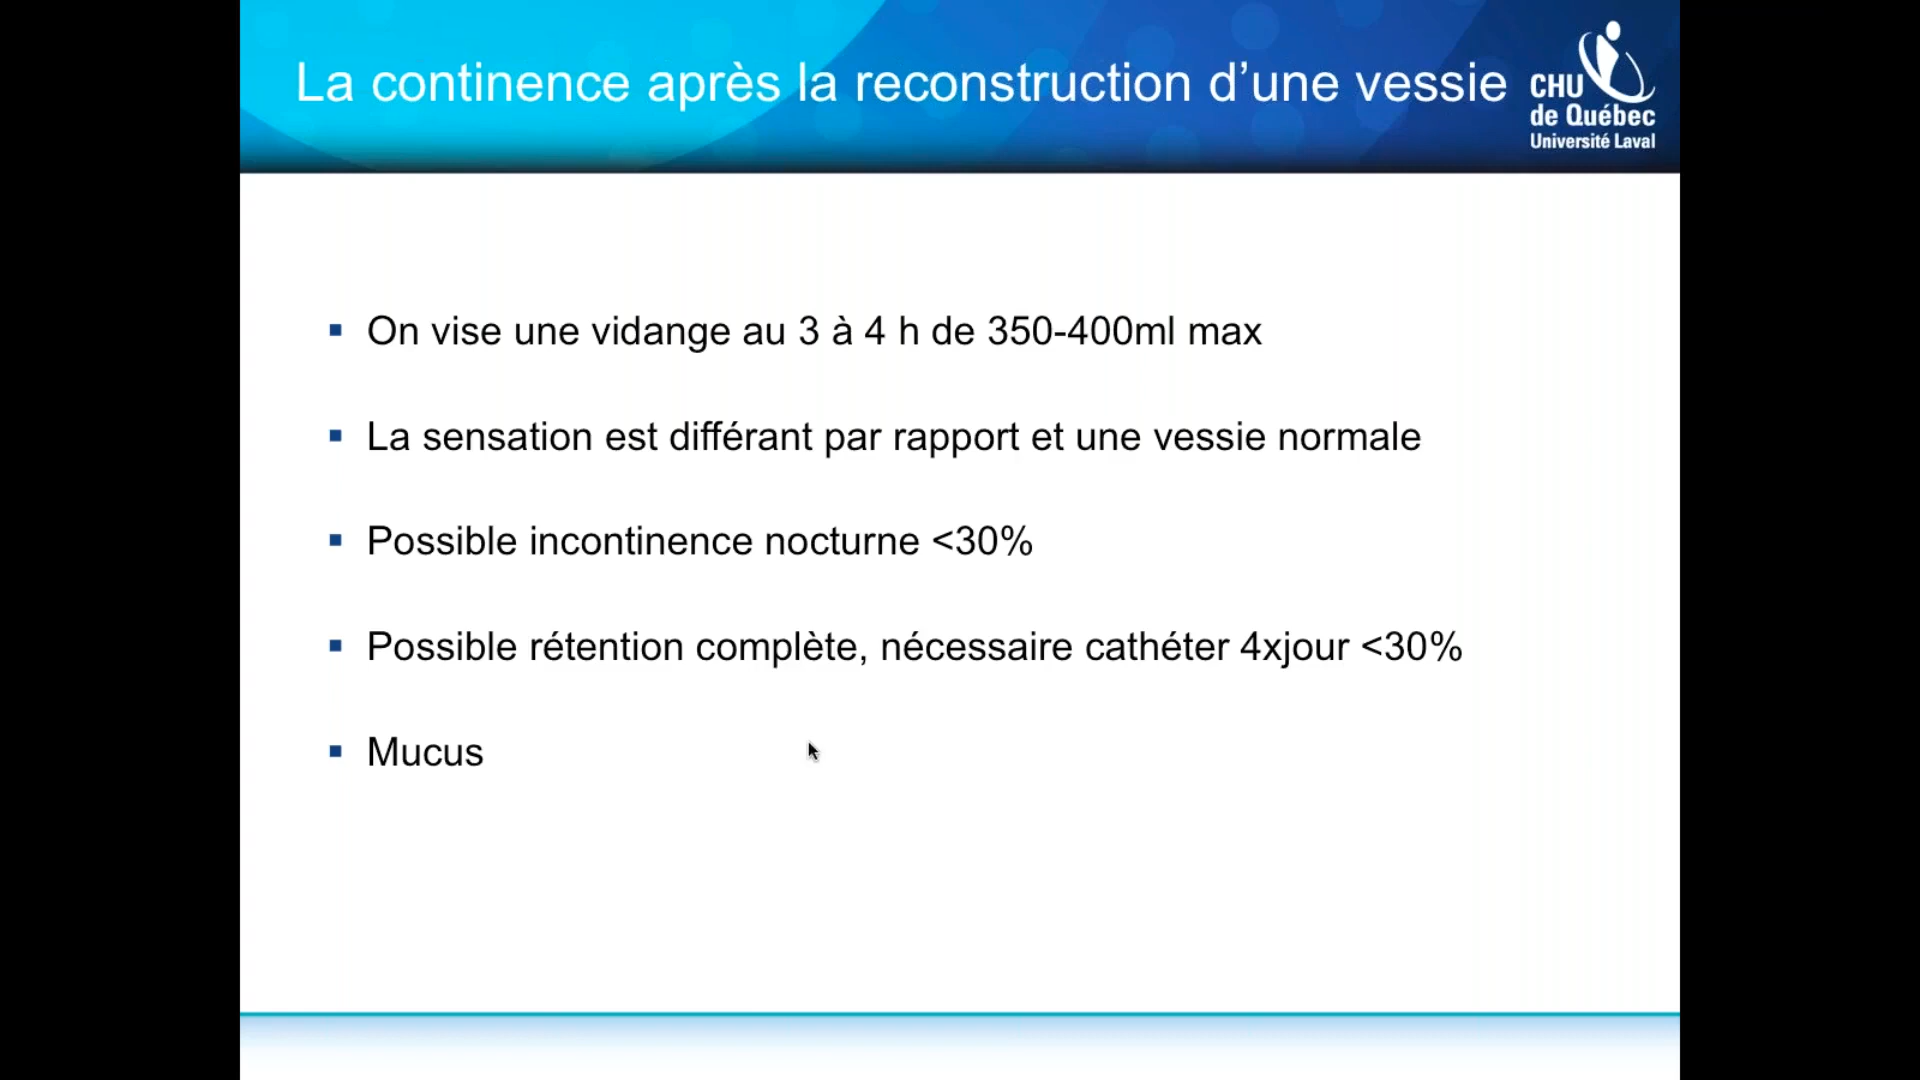 La continence après la reconstruction d’une vessie
CHU
de Québec
Université Laval
On vise une vidange au 3 à 4 h de 350-400ml max
La sensation est différant par rapport et une vessie normale
Possible incontinence nocturne <30%
Possible rétention complète, nécessaire cathéter 4xjour <30%
Mucus